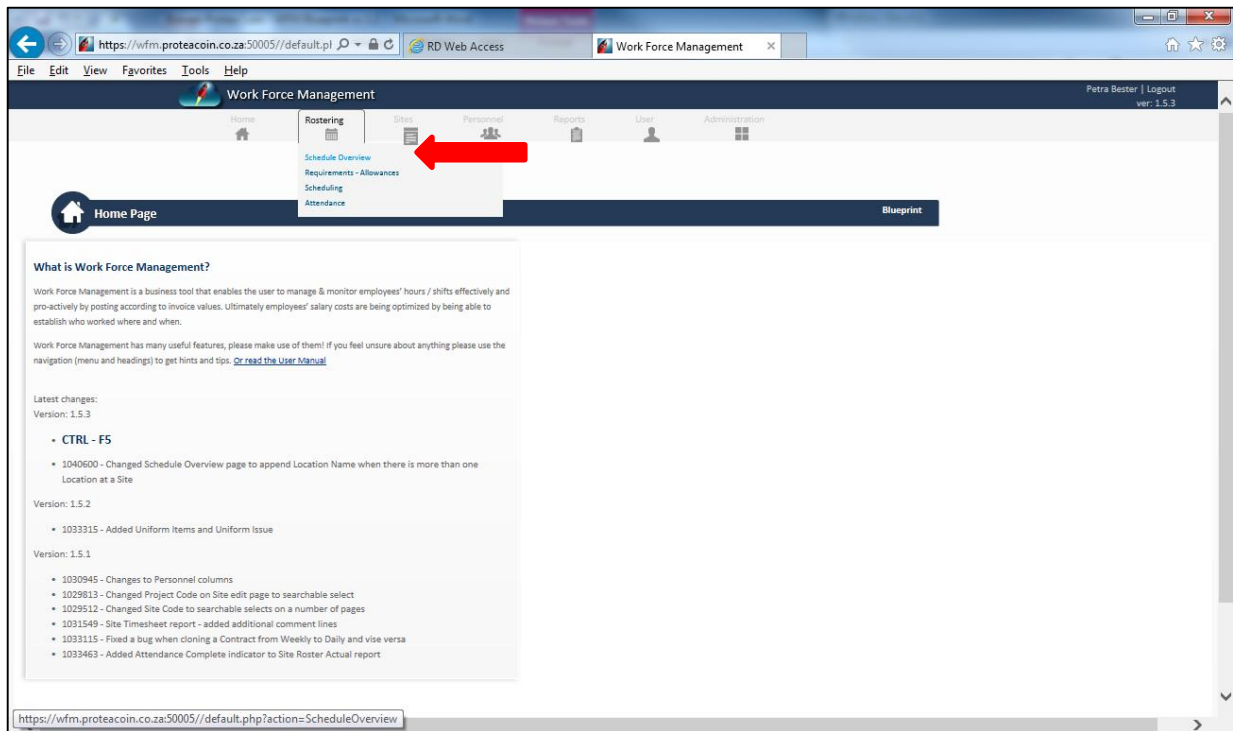 https://wfm.proteacoin.co.za:50005//default.pl
RD Web Access
Work Force Management
File Edit View Favorites Tools Help
Work Force Management
Petra Bester | Logout
ver: 1.5.3
Home Rostering Sites Personnel Reports User Administration
Schedule Overview
Requirements - Allowances
Scheduling
Attendance
Home Page
Blueprint
What is Work Force Management?
Work Force Management is a business tool that enables the user to manage & monitor employees' hours / shifts effectively and
pro-actively by posting according to invoice values. Ultimately employees' salary costs are being optimized by being able to
establish who worked where and when.
Work Force Management has many useful features, please make use of them! If you feel unsure about anything please use the
navigation (menu and headings) to get hints and tips. Or read the User Manual
Latest changes:
Version: 1.5.3
• CTRL - F5
• 1040600 - Changed Schedule Overview page to append Location Name when there is more than one
Location at a Site
Version: 1.5.2
• 1033315 - Added Uniform Items and Uniform Issue
Version: 1.5.1
• 1030945 - Changes to Personnel columns
• 1029813 - Changed Project Code on Site edit page to searchable select
• 1029512 - Changed Site Code to searchable selects on a number of pages
• 1031549 - Site Timesheet report - added additional comment lines
• 1033115 - Fixed a bug when cloning a Contract from Weekly to Daily and vise versa
• 1033463 - Added Attendance Complete indicator to Site Roster Actual report
https://wfm.proteacoin.co.za:50005//default.php?action=ScheduleOverview